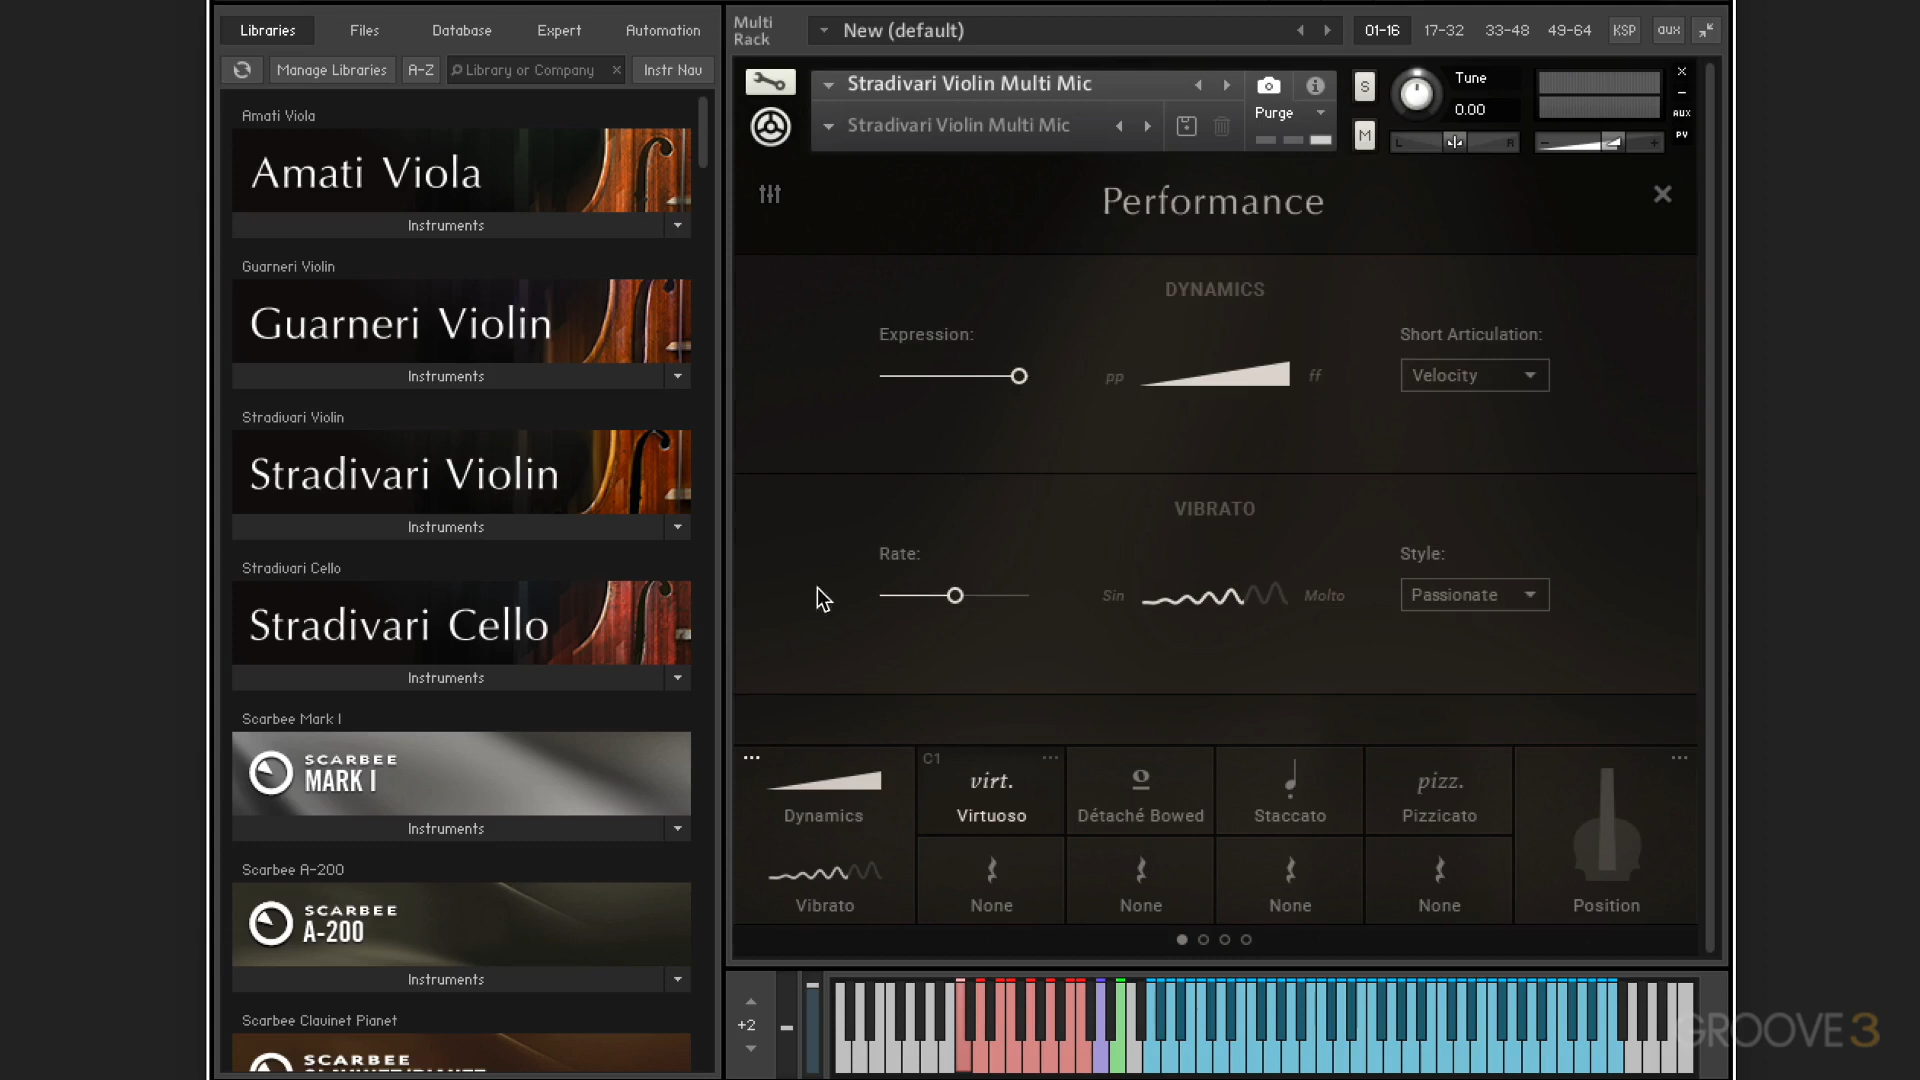 Libraries
Files
Database
Expert
Automation
Manage Libraries
A-Z
Library or Company
Instr Nav
Amati Viola
Amati Viola
Instruments
Guarneri Violin
Guarneri Violin
Instruments
Stradivari Violin
Stradivari Violin
Instruments
Stradivari Cello
Stradivari Cello
Instruments
Scarbee Mark I
SCARBEE
MARK I
Instruments
Scarbee A-200
SCARBEE
A-200
Instruments
Scarbee Clavinet Pianet
SCARBEE
Multi
Rack
New (default)
01-16
17-32
33-48
49-64
KSP
aux
Stradivari Violin Multi Mic
Stradivari Violin Multi Mic
Purge
S
M
Tune
0.00
L
R
AUX
PV
Performance
DYNAMICS
Expression:
pp
ff
Short Articulation:
Velocity
VIBRATO
Rate:
Sin
Molto
Style:
Passionate
Dynamics
Vibrato
C1
virt.
Virtuoso
Détaché Bowed
Staccato
pizz.
Pizzicato
None
None
None
None
Position
+2
GROOVE3